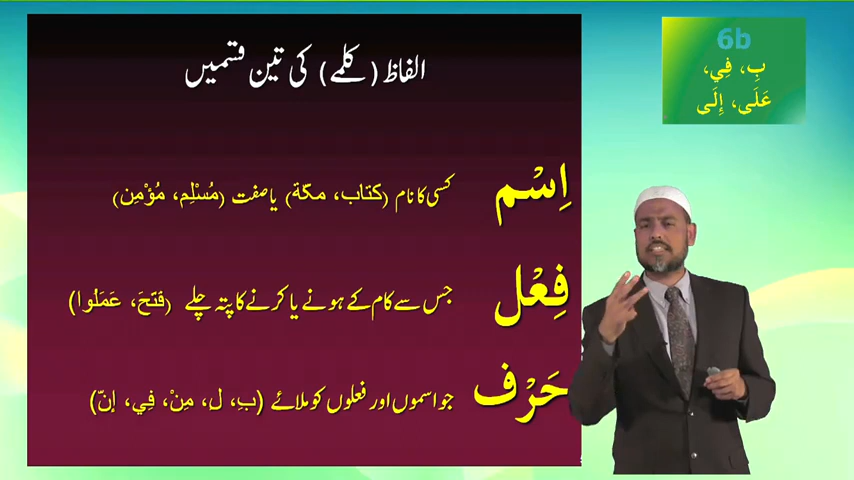 الفاظ (کلمے) کی تین قسمیں
اِسْم کسی کا نام (کتاب، مکّة) یا صفت (مُسْلِم، مُؤْمِن)
فِعْل جس سے کام کے ہونے یا کرنے کا پتہ چلے (فَتَحَ، عَمَلُوا)
حَرْف جو اسموں اور فعلوں کو ملائے (بِ، لِ، مِنْ، فِي، إِنّ)
6b
بِ، فِي،
عَلَى، إِلَى